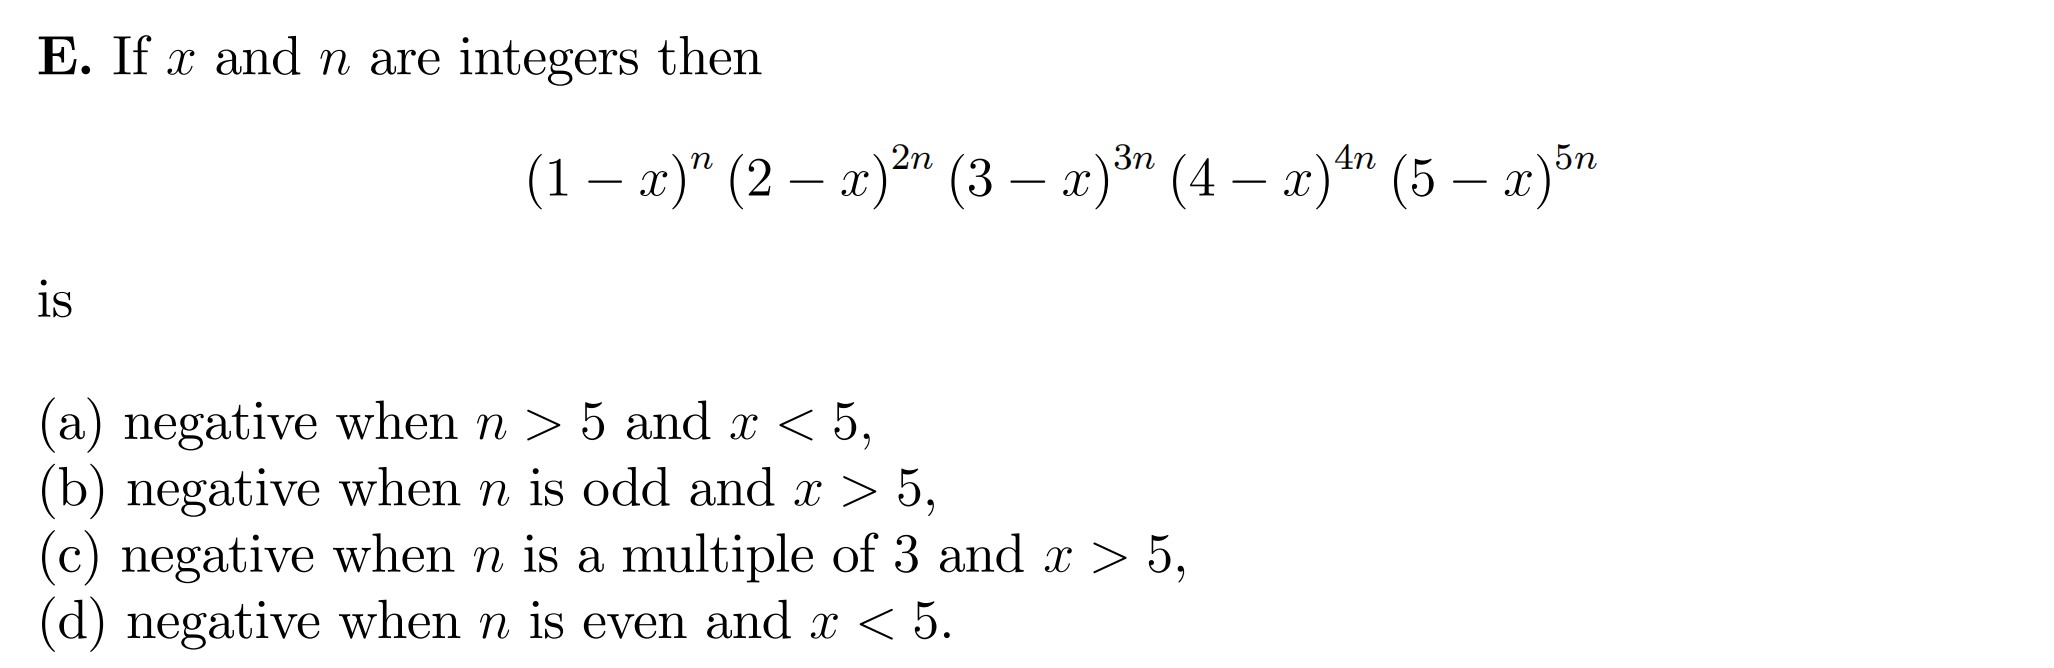 E. If x and n are integers then
(1 − x)^n (2 − x)^{2n} (3 − x)^{3n} (4 − x)^{4n} (5 − x)^{5n}
is
(a) negative when n > 5 and x < 5,
(b) negative when n is odd and x > 5,
(c) negative when n is a multiple of 3 and x > 5,
(d) negative when n is even and x < 5.